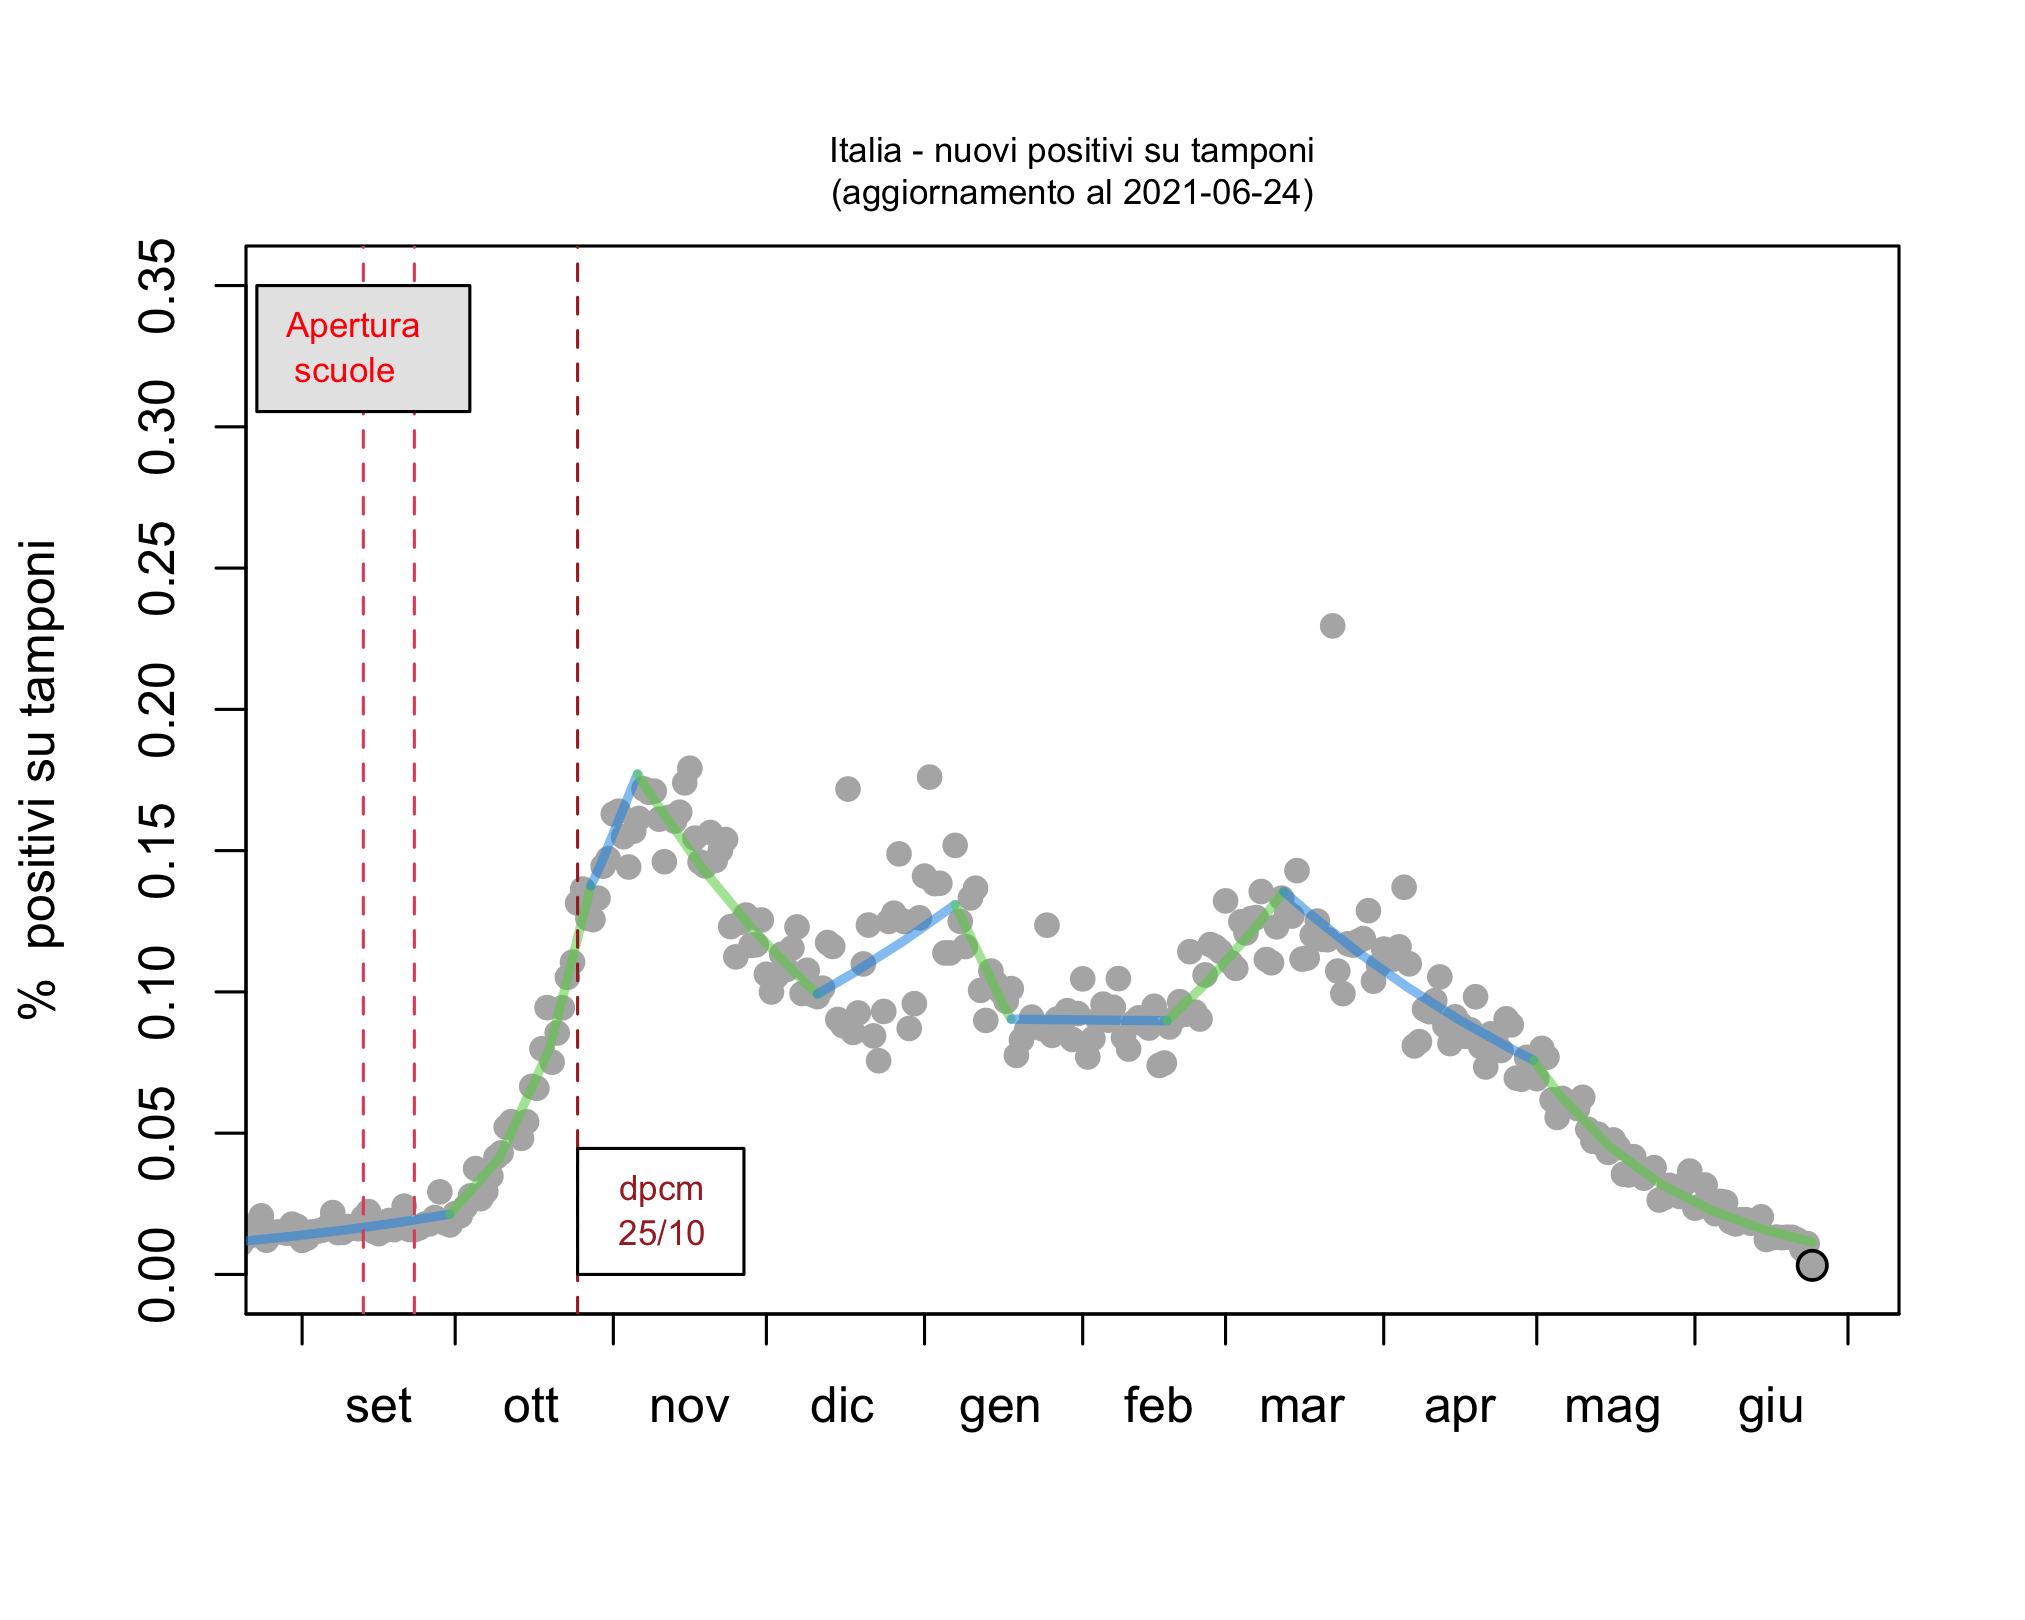 Italia - nuovi positivi su tamponi
(aggiornamento al 2021-06-24)
% positivi su tamponi
0.35
0.30
0.25
0.20
0.15
0.10
0.05
0.00
Apertura
scuole
dpcm
25/10
set ott nov dic gen feb mar apr mag giu